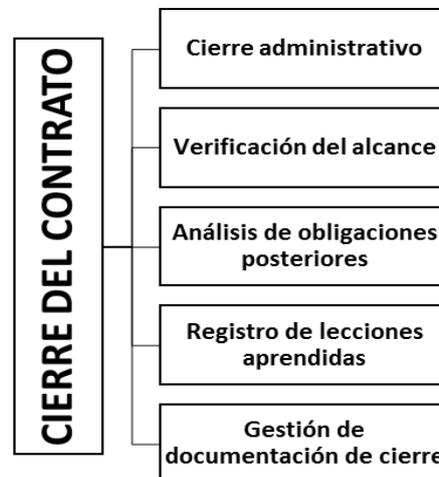 CIERRE DEL CONTRATO
Cierre administrativo
Verificación del alcance
Análisis de obligaciones
posteriores
Registro de lecciones
aprendidas
Gestión de
documentación de cierre